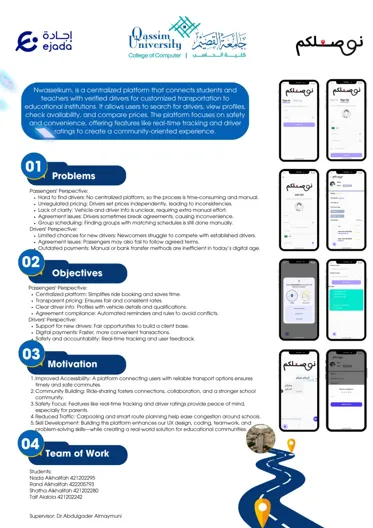 إجادة
ejada
Qassim
University
جامعة القصيم
College of Computer | كلية الحاسب
نوصلكم
Nwasselkum, is a centralized platform that connects students and
teachers with verified drivers for customized transportation to
educational institutions. It allows users to search for drivers, view profiles,
check availability, and compare prices. The platform focuses on safety
and convenience, offering features like real-time tracking and driver
ratings to create a community-oriented experience.
01
Problems
Passengers' Perspective:
• Hard to find drivers: No centralized platform, so the process is time-consuming and manual.
• Unregulated pricing: Drivers set prices independently, leading to inconsistencies.
• Lack of clarity: Vehicle and driver info is unclear, requiring extra manual effort.
• Agreement issues: Drivers sometimes break agreements, causing inconvenience.
• Group scheduling: Finding groups with matching schedules is still done manually.
Drivers' Perspective:
• Limited chances for new drivers: Newcomers struggle to compete with established drivers.
• Agreement issues: Passengers may also fail to follow agreed terms.
• Outdated payments: Manual or bank transfer methods are inefficient in today's digital age.
02
Objectives
Passengers' Perspective:
• Centralized platform: Simplifies ride booking and saves time.
• Transparent pricing: Ensures fair and consistent rates.
• Clear driver info: Profiles with vehicle details and qualifications.
• Agreement compliance: Automated reminders and rules to avoid conflicts.
Drivers' Perspective:
• Support for new drivers: Fair opportunities to build a client base.
• Digital payments: Faster, more convenient transactions.
• Safety and accountability: Real-time tracking and user feedback.
03
Motivation
1. Improved Accessibility: A platform connecting users with reliable transport options ensures
timely and safe commutes.
2. Community Building: Ride-sharing fosters connections, collaboration, and a stronger school
community.
3. Safety Focus: Features like real-time tracking and driver ratings provide peace of mind,
especially for parents.
4. Reduced Traffic: Carpooling and smart route planning help ease congestion around schools.
5. Skill Development: Building this platform enhances our UX design, coding, teamwork, and
problem-solving skills—while creating a real-world solution for educational communities.
04
Team of Work
Students:
Nada Alkhalifah 421202295
Rand Alkhalifah 422205793
Shatha Alkhalifah 421202280
Taif Alabla 421202242
Supervisor: Dr.Abdulgader Almaymuni